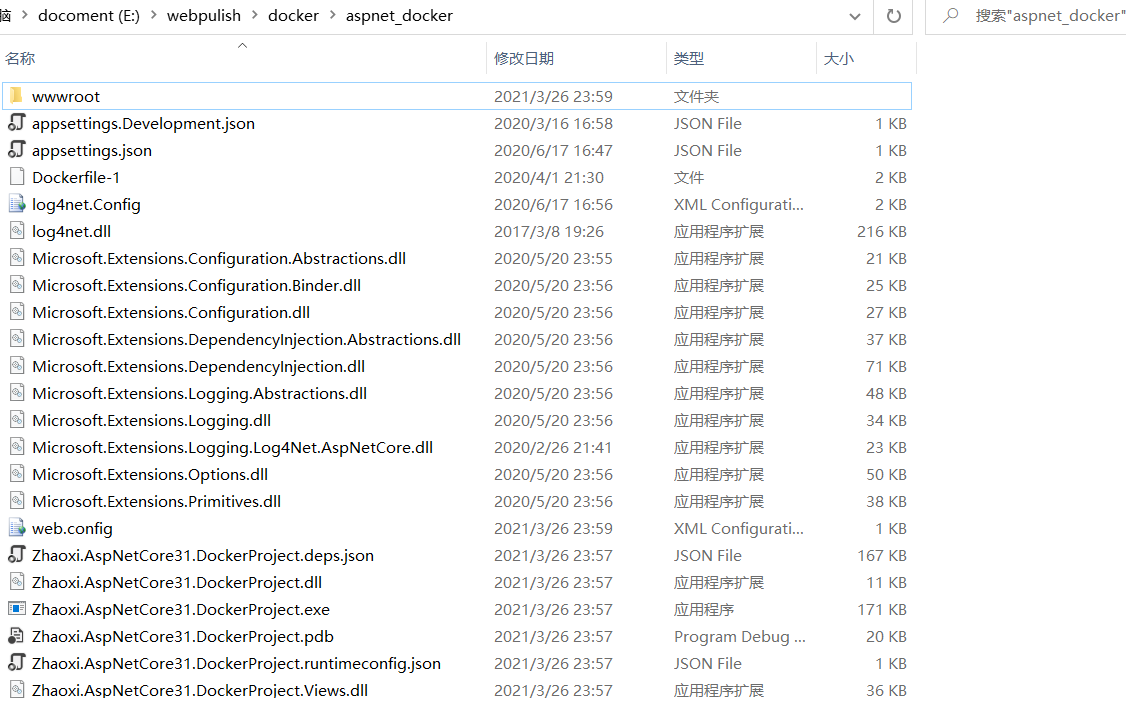 脑 > docoment (E:) > webpulish > docker > aspnet_docker 搜索"aspnet_docker"
名称 修改日期 类型 大小
wwwroot 2021/3/26 23:59 文件夹
appsettings.Development.json 2020/3/16 16:58 JSON File 1 KB
appsettings.json 2020/6/17 16:47 JSON File 1 KB
Dockerfile-1 2020/4/1 21:30 文件 2 KB
log4net.Config 2020/6/17 16:56 XML Configurati... 2 KB
log4net.dll 2017/3/8 19:26 应用程序扩展 216 KB
Microsoft.Extensions.Configuration.Abstractions.dll 2020/5/20 23:55 应用程序扩展 21 KB
Microsoft.Extensions.Configuration.Binder.dll 2020/5/20 23:56 应用程序扩展 25 KB
Microsoft.Extensions.Configuration.dll 2020/5/20 23:56 应用程序扩展 27 KB
Microsoft.Extensions.DependencyInjection.Abstractions.dll 2020/5/20 23:56 应用程序扩展 37 KB
Microsoft.Extensions.DependencyInjection.dll 2020/5/20 23:56 应用程序扩展 71 KB
Microsoft.Extensions.Logging.Abstractions.dll 2020/5/20 23:56 应用程序扩展 48 KB
Microsoft.Extensions.Logging.dll 2020/5/20 23:56 应用程序扩展 34 KB
Microsoft.Extensions.Logging.Log4Net.AspNetCore.dll 2020/2/26 21:41 应用程序扩展 23 KB
Microsoft.Extensions.Options.dll 2020/5/20 23:56 应用程序扩展 50 KB
Microsoft.Extensions.Primitives.dll 2020/5/20 23:56 应用程序扩展 38 KB
web.config 2021/3/26 23:59 XML Configurati... 1 KB
Zhaoxi.AspNetCore31.DockerProject.deps.json 2021/3/26 23:57 JSON File 167 KB
Zhaoxi.AspNetCore31.DockerProject.dll 2021/3/26 23:57 应用程序扩展 11 KB
Zhaoxi.AspNetCore31.DockerProject.exe 2021/3/26 23:57 应用程序 171 KB
Zhaoxi.AspNetCore31.DockerProject.pdb 2021/3/26 23:57 Program Debug ... 20 KB
Zhaoxi.AspNetCore31.DockerProject.runtimeconfig.json 2021/3/26 23:57 JSON File 1 KB
Zhaoxi.AspNetCore31.DockerProject.Views.dll 2021/3/26 23:57 应用程序扩展 36 KB